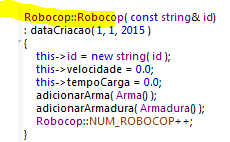 Robocop::Robocop( const string& id)
: dataCriacao( 1, 1, 2015 )
{
this->id = new string( id );
this->velocidade = 0.0;
this->tempoCarga = 0.0;
adicionarArma( Arma() );
adicionarArmadura( Armadura() );
Robocop::NUM_ROBOCOP++;
}